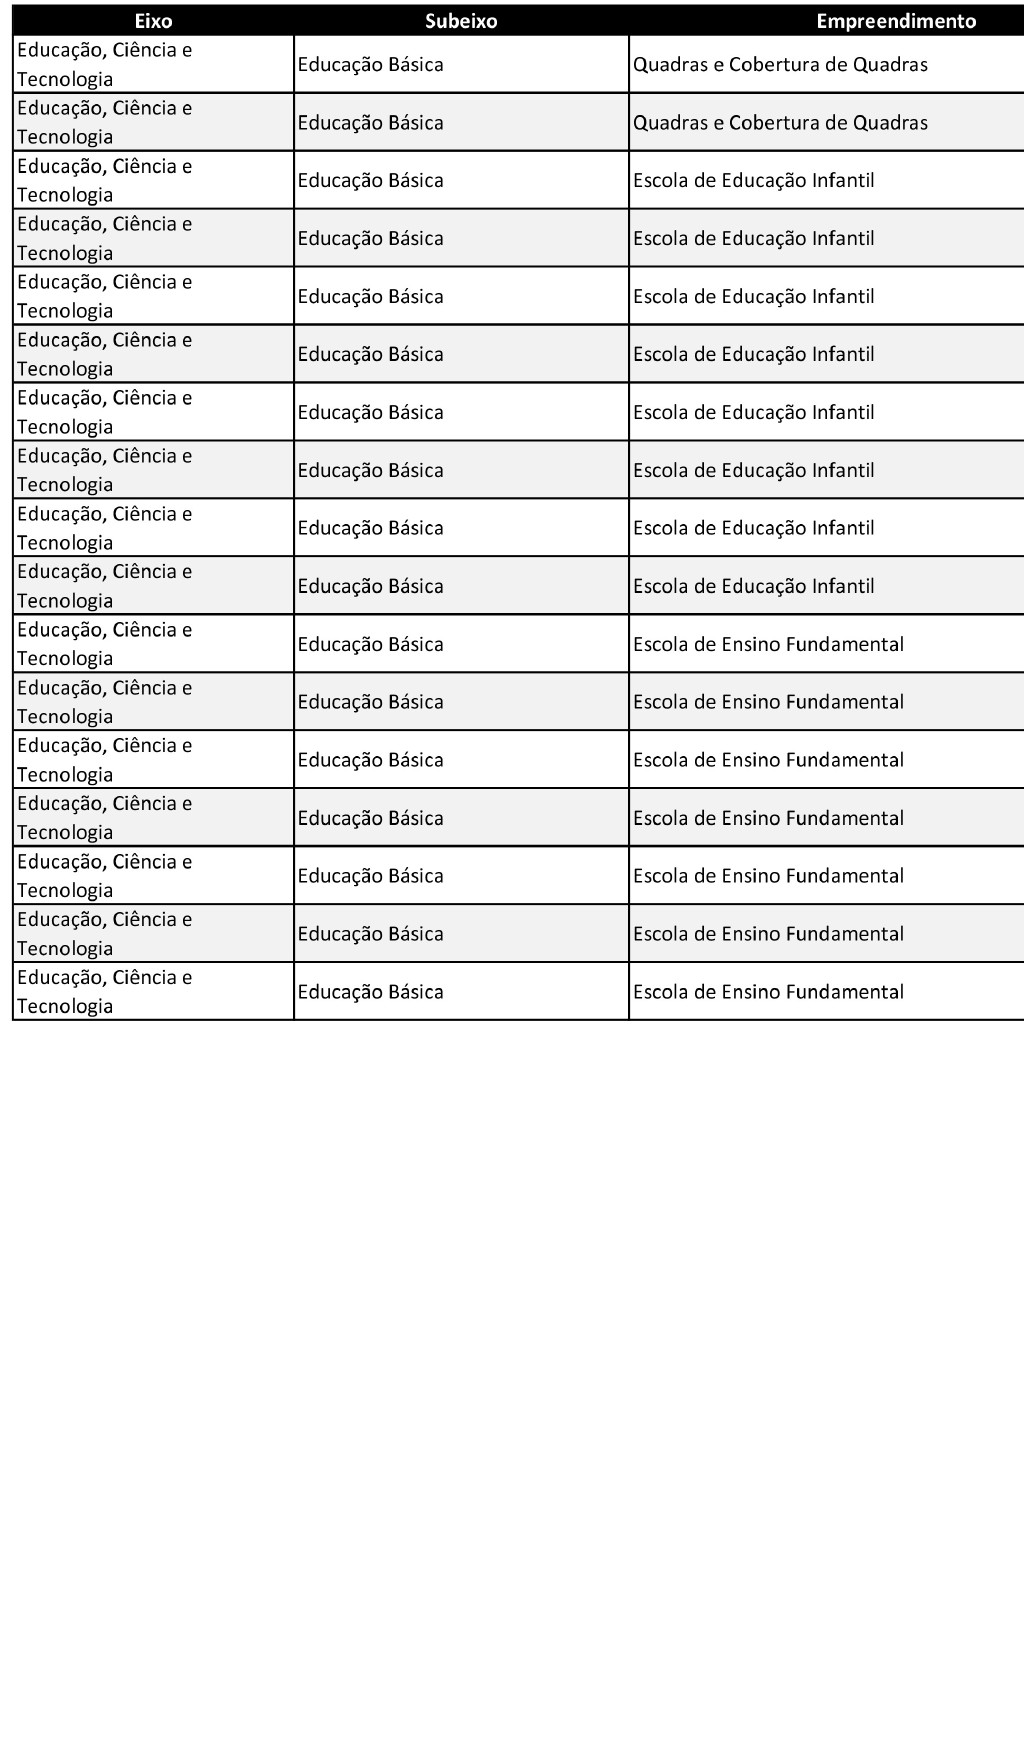 Eixo Subeixo Empreendimento
Educação, Ciência e
Tecnologia
Educação Básica
Quadras e Cobertura de Quadras
Educação, Ciência e
Tecnologia
Educação Básica
Quadras e Cobertura de Quadras
Educação, Ciência e
Tecnologia
Educação Básica
Escola de Educação Infantil
Educação, Ciência e
Tecnologia
Educação Básica
Escola de Educação Infantil
Educação, Ciência e
Tecnologia
Educação Básica
Escola de Educação Infantil
Educação, Ciência e
Tecnologia
Educação Básica
Escola de Educação Infantil
Educação, Ciência e
Tecnologia
Educação Básica
Escola de Educação Infantil
Educação, Ciência e
Tecnologia
Educação Básica
Escola de Educação Infantil
Educação, Ciência e
Tecnologia
Educação Básica
Escola de Educação Infantil
Educação, Ciência e
Tecnologia
Educação Básica
Escola de Educação Infantil
Educação, Ciência e
Tecnologia
Educação Básica
Escola de Ensino Fundamental
Educação, Ciência e
Tecnologia
Educação Básica
Escola de Ensino Fundamental
Educação, Ciência e
Tecnologia
Educação Básica
Escola de Ensino Fundamental
Educação, Ciência e
Tecnologia
Educação Básica
Escola de Ensino Fundamental
Educação, Ciência e
Tecnologia
Educação Básica
Escola de Ensino Fundamental
Educação, Ciência e
Tecnologia
Educação Básica
Escola de Ensino Fundamental
Educação, Ciência e
Tecnologia
Educação Básica
Escola de Ensino Fundamental